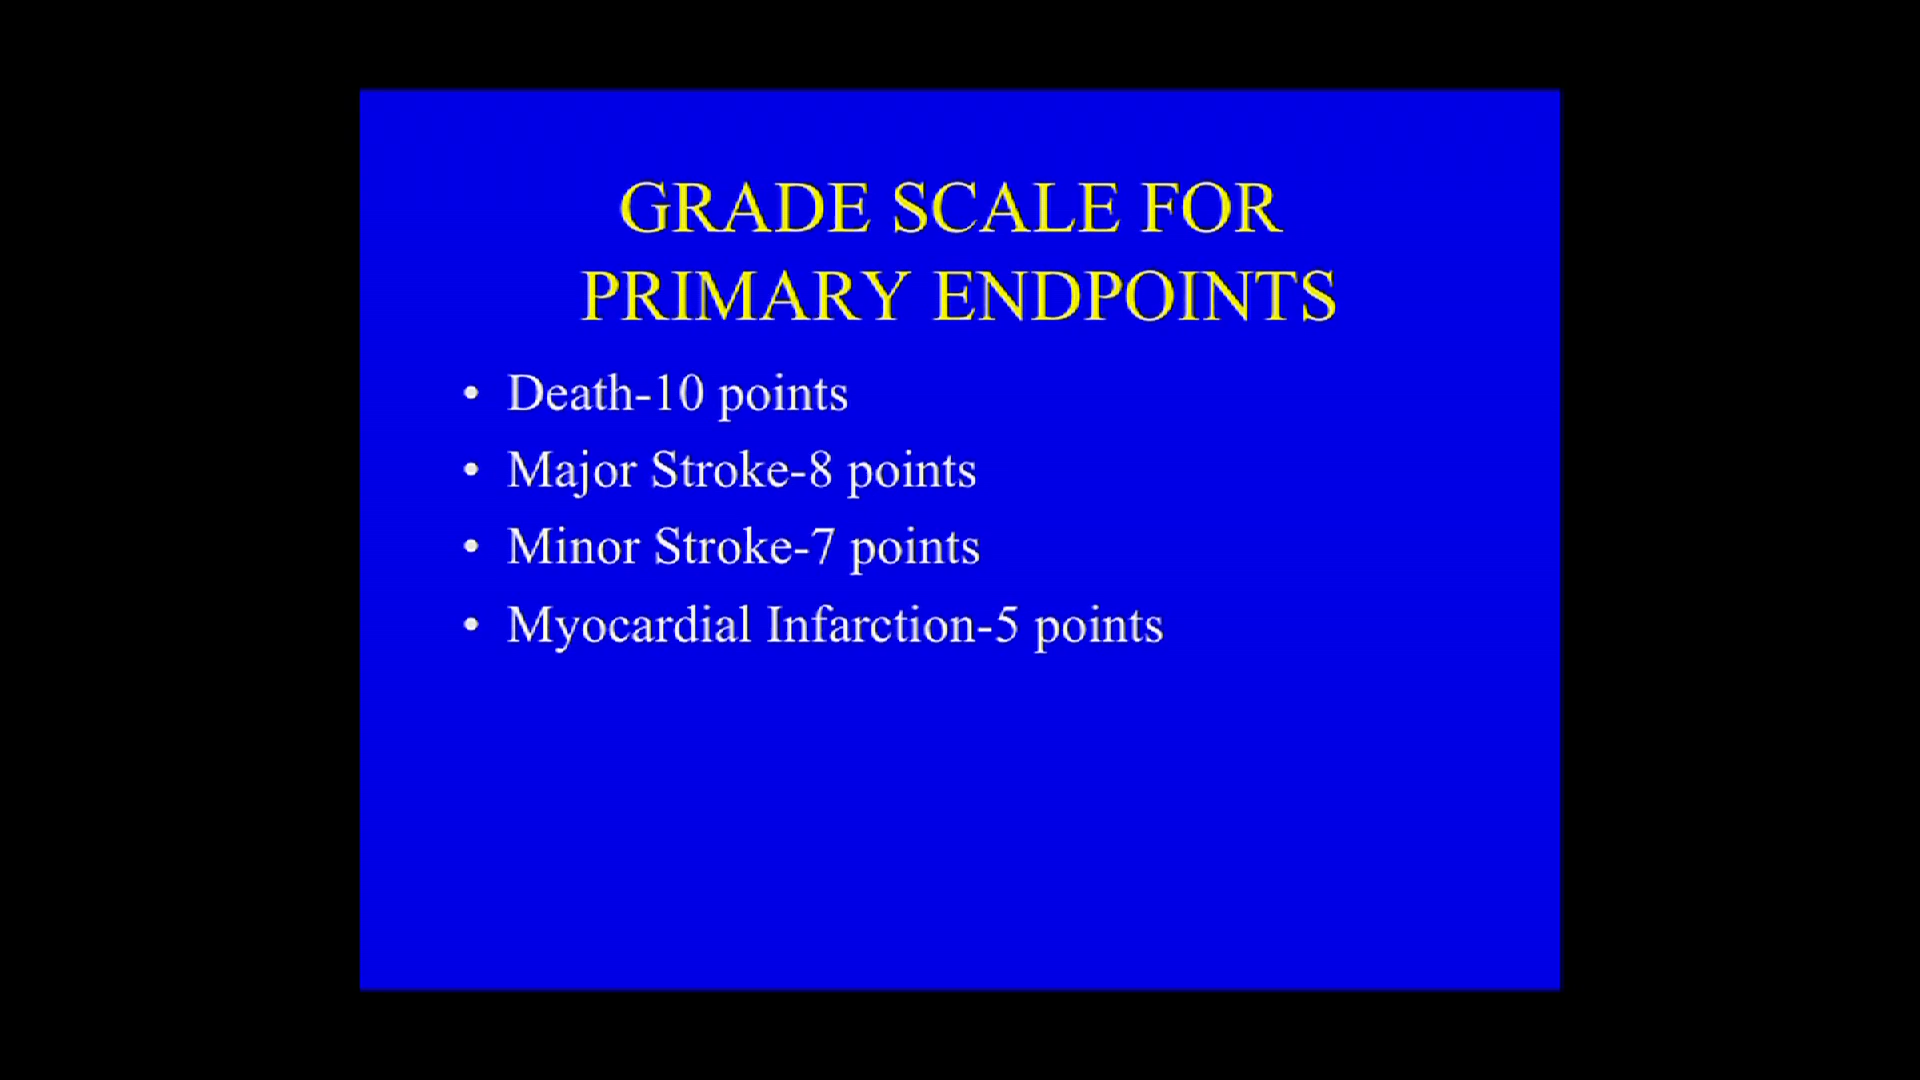 GRADE SCALE FOR
PRIMARY ENDPOINTS
• Death-10 points
• Major Stroke-8 points
• Minor Stroke-7 points
• Myocardial Infarction-5 points